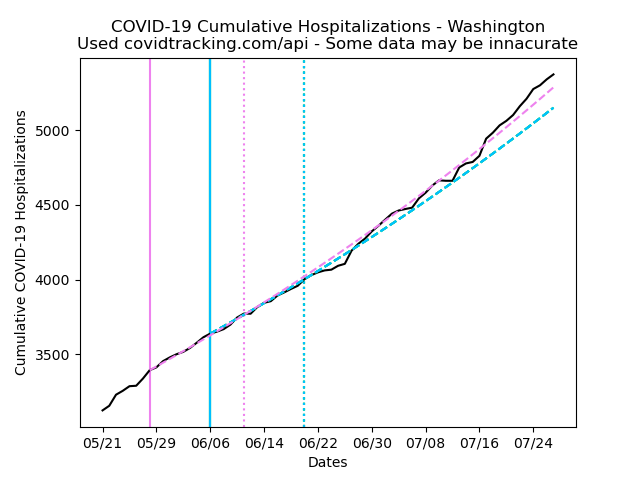 COVID-19 Cumulative Hospitalizations - Washington
Used covidtracking.com/api - Some data may be innacurate
Cumulative COVID-19 Hospitalizations
5000
4500
4000
3500
05/21 05/29 06/06 06/14 06/22 06/30 07/08 07/16 07/24
Dates